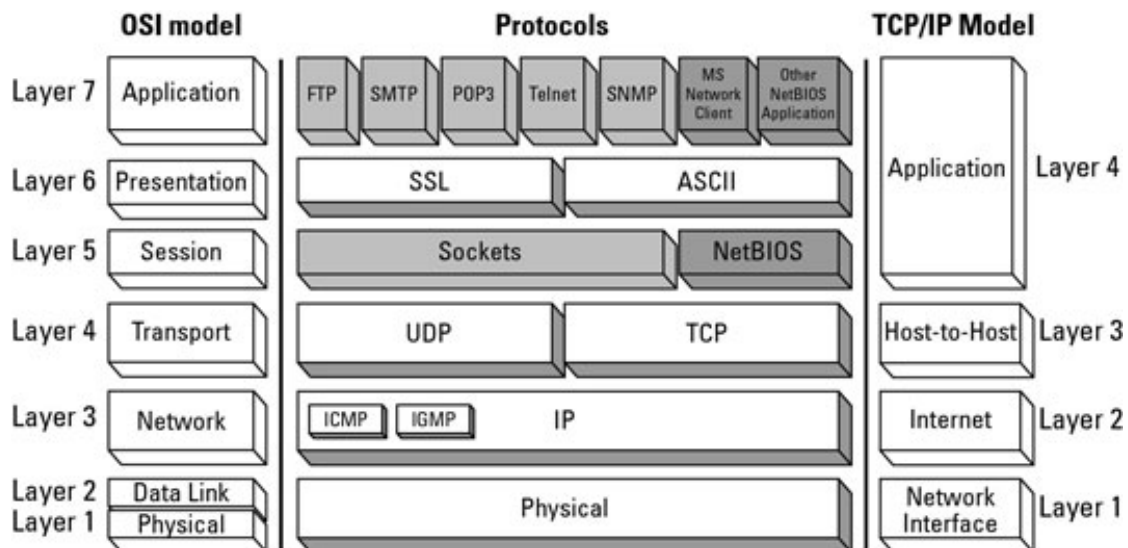 OSI model
Protocols
TCP/IP Model
Layer 7
Application
FTP
SMTP
POP3
Telnet
SNMP
MS
Network
Client
Other
NetBIOS
Application
Application
Layer 4
Layer 6
Presentation
SSL
ASCII
Layer 5
Session
Sockets
NetBIOS
Layer 4
Transport
UDP
TCP
Host-to-Host
Layer 3
Layer 3
Network
ICMP
IGMP
IP
Internet
Layer 2
Layer 2
Data Link
Layer 1
Physical
Physical
Network
Interface
Layer 1